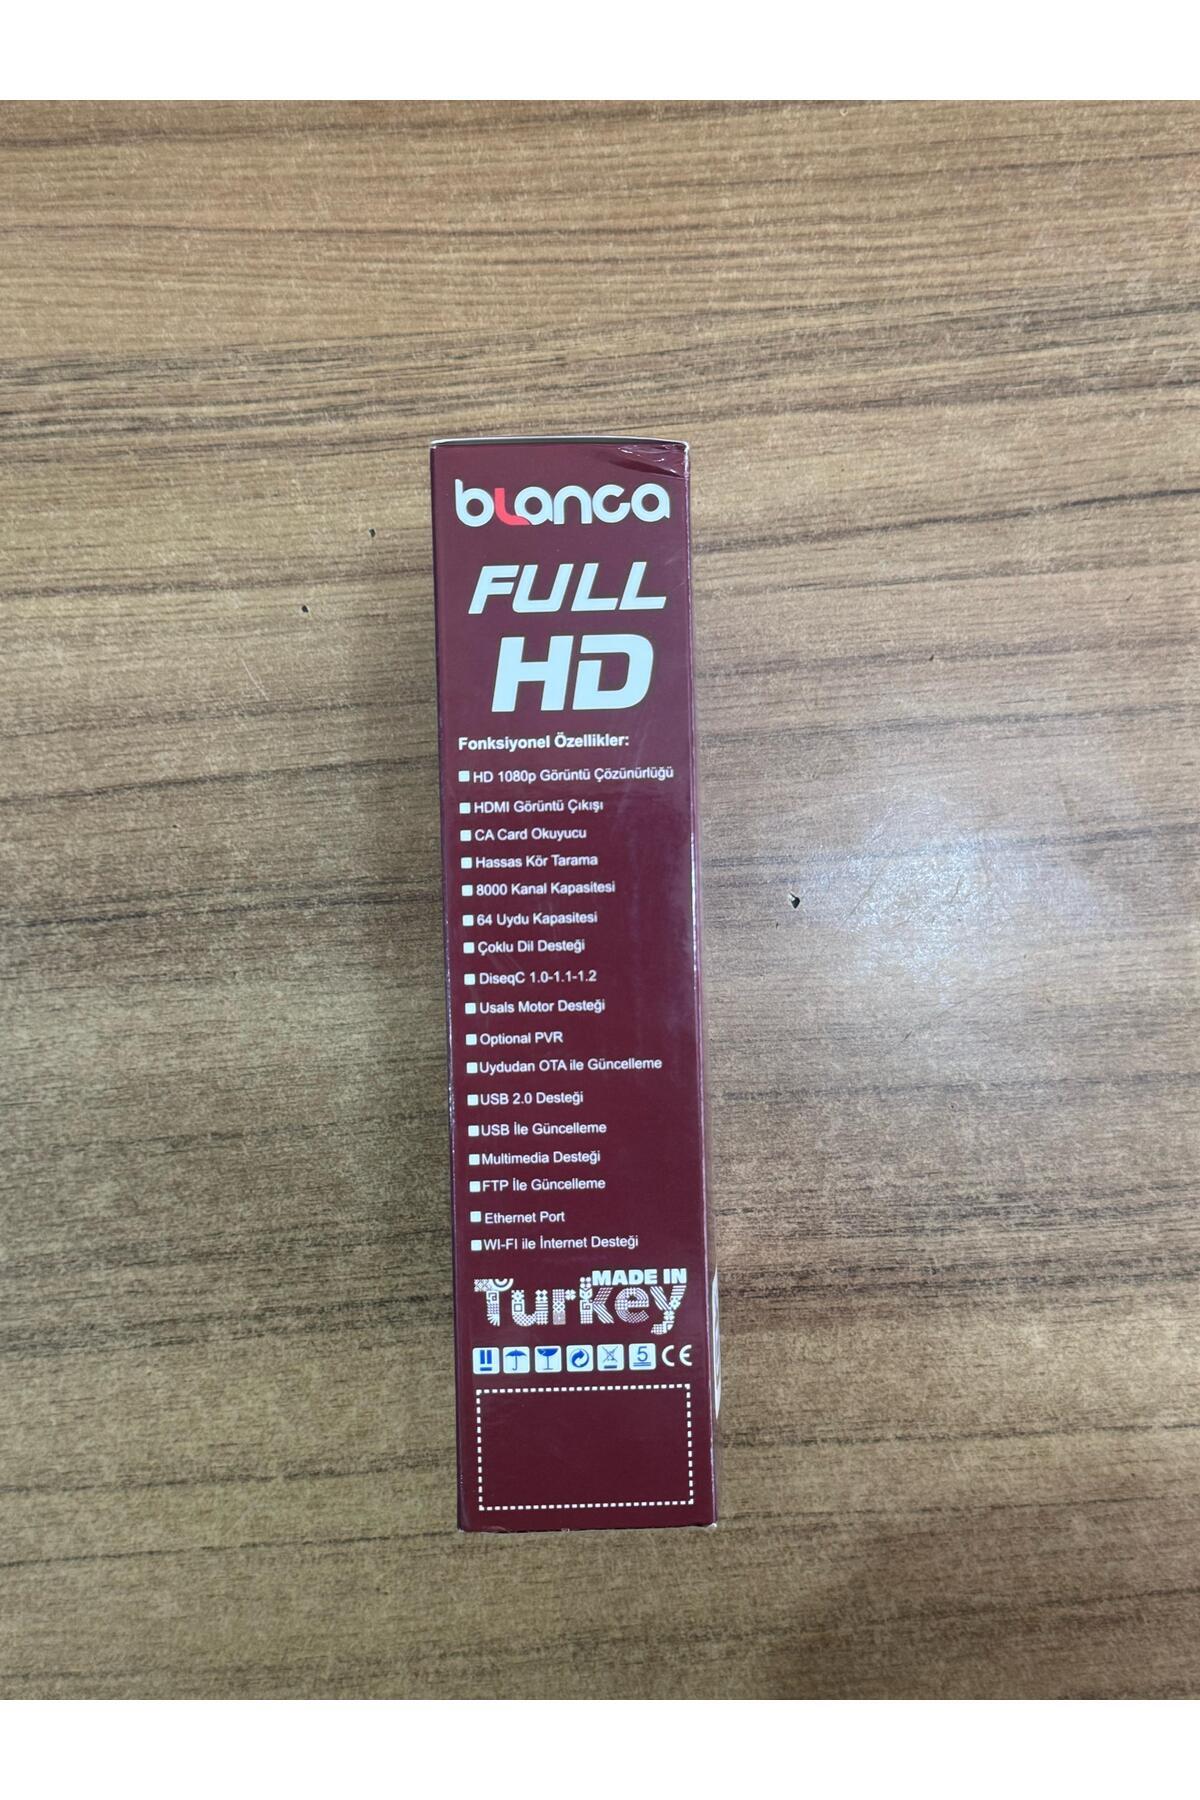 blanca
FULL
HD
Fonksiyonel Özellikler:
HD 1080p Görüntü Çözünürlüğü
HDMI Görüntü Çıkışı
CA Card Okuyucu
Hassas Kör Tarama
8000 Kanal Kapasitesi
64 Uydu Kapasitesi
Çoklu Dil Desteği
DiseqC 1.0-1.1-1.2
Usals Motor Desteği
Optional PVR
Uydudan OTA ile Güncelleme
USB 2.0 Desteği
USB İle Güncelleme
Multimedia Desteği
FTP İle Güncelleme
Ethernet Port
WI-FI ile İnternet Desteği
MADE IN
Turkey
5 CE